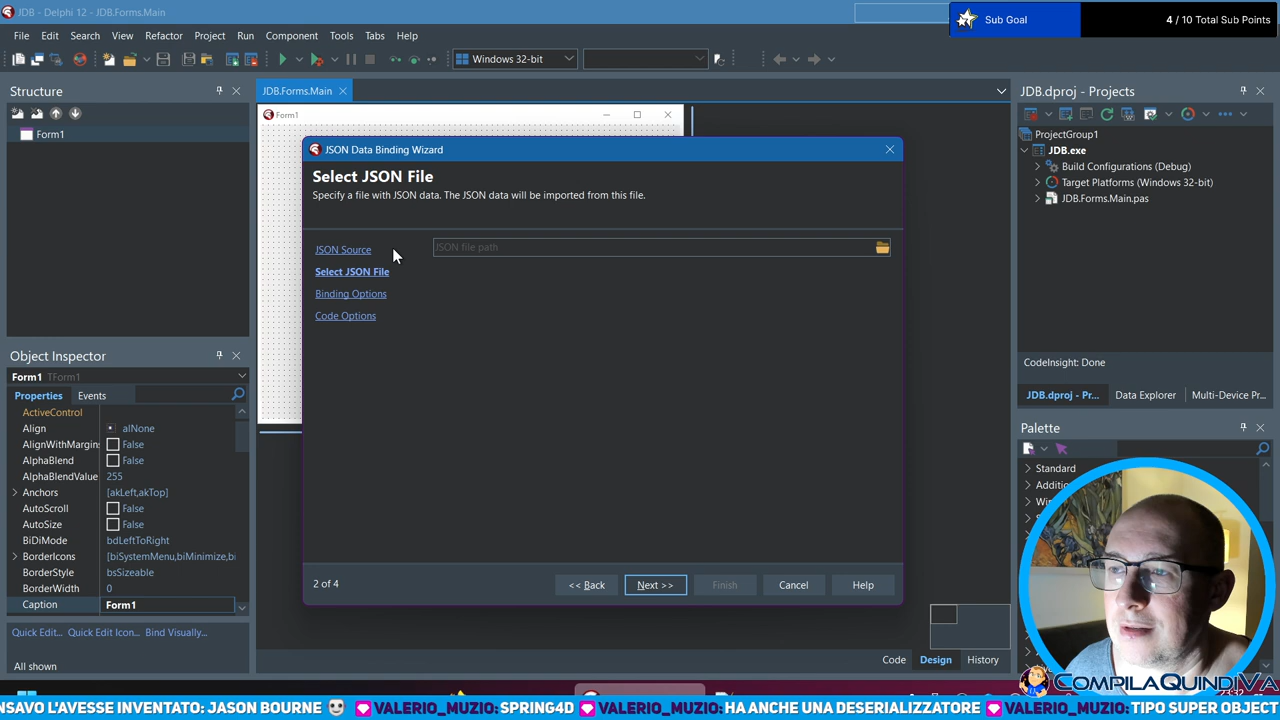 JDB - Delphi 12 - JDB.Forms.Main
Sub Goal
4 / 10 Total Sub Points
File Edit Search View Refactor Project Run Component Tools Tabs Help
Windows 32-bit
Structure
Form1
JDB.Forms.Main
Form1
JDB.dproj - Projects
ProjectGroup1
JDB.exe
Build Configurations (Debug)
Target Platforms (Windows 32-bit)
JDB.Forms.Main.pas
CodeInsight: Done
JDB.dproj - Pr... Data Explorer Multi-Device Pr...
JSON Data Binding Wizard
Select JSON File
Specify a file with JSON data. The JSON data will be imported from this file.
JSON Source
JSON file path
Select JSON File
Binding Options
Code Options
2 of 4
<< Back Next >> Finish Cancel Help
Object Inspector
Form1 TForm1
Properties Events
ActiveControl
Align alNone
AlignWithMargins False
AlphaBlend False
AlphaBlendValue 255
Anchors [akLeft,akTop]
AutoScroll False
AutoSize False
BiDiMode bdLeftToRight
BorderIcons [biSystemMenu,biMinimize,bi
BorderStyle bsSizeable
BorderWidth 0
Caption Form1
Quick Edit... Quick Edit Icon... Bind Visually...
All shown
Palette
Standard
Code Design History
COMPILAQUINDIVA
NSAVO L'AVESSE INVENTATO: JASON BOURNE VALERIO_MUZIO: SPRING4D VALERIO_MUZIO: HA ANCHE UNA DESERIALIZZATORE VALERIO_MUZIO: TIPO SUPER OBJECT